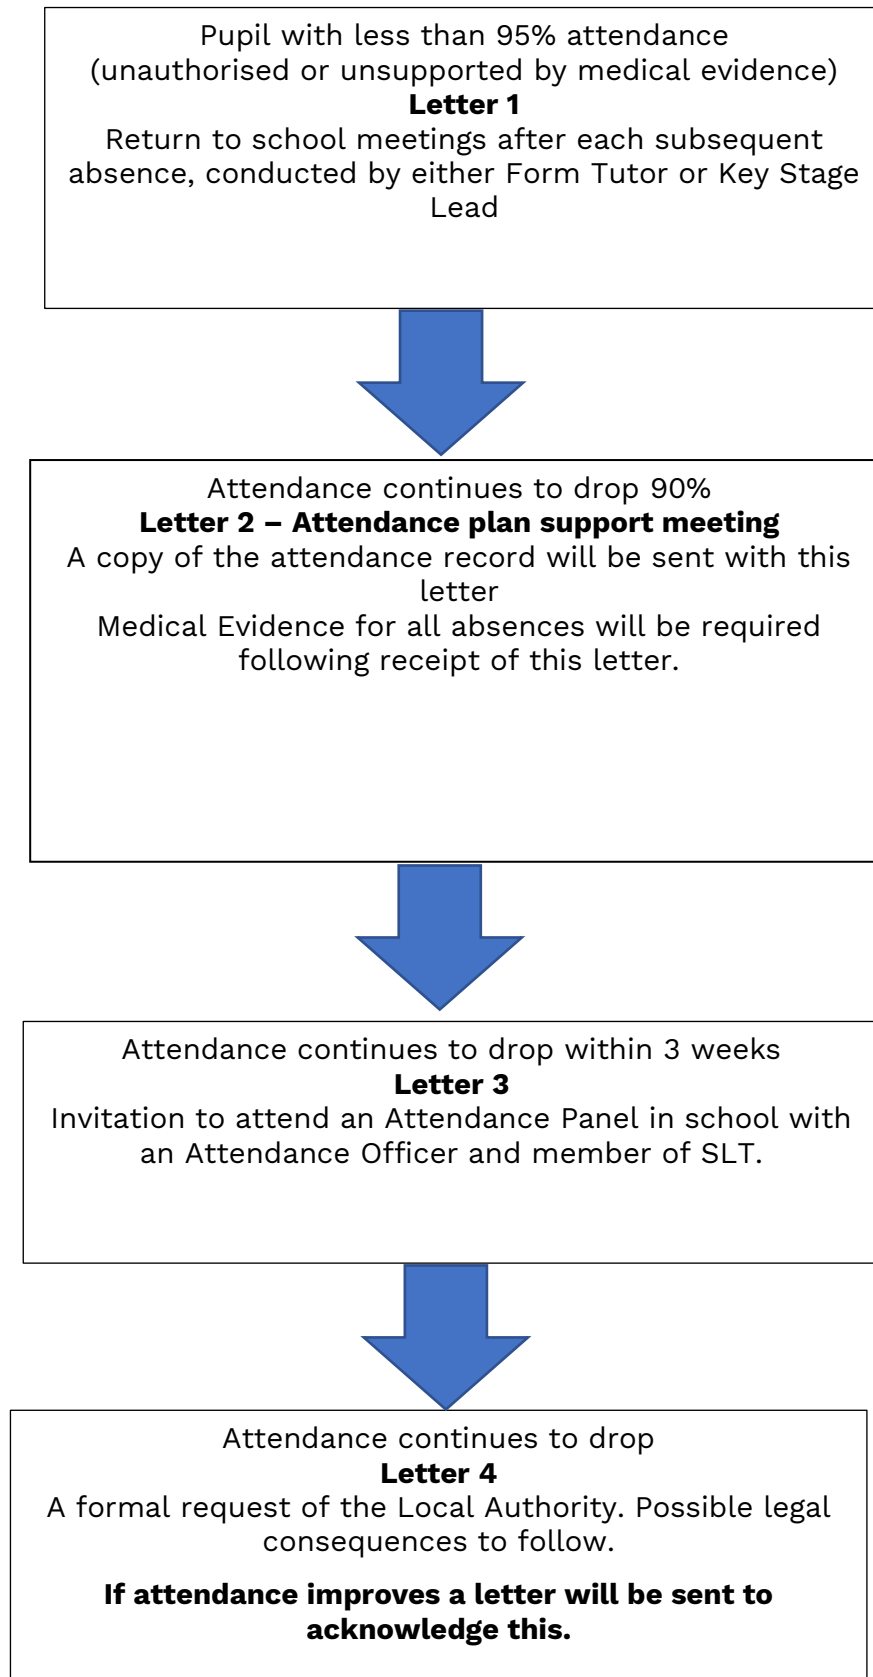 Pupil with less than 95% attendance
(unauthorised or unsupported by medical evidence)
Letter 1
Return to school meetings after each subsequent
absence, conducted by either Form Tutor or Key Stage
Lead
Attendance continues to drop 90%
Letter 2 – Attendance plan support meeting
A copy of the attendance record will be sent with this
letter
Medical Evidence for all absences will be required
following receipt of this letter.
Attendance continues to drop within 3 weeks
Letter 3
Invitation to attend an Attendance Panel in school with
an Attendance Officer and member of SLT.
Attendance continues to drop
Letter 4
A formal request of the Local Authority. Possible legal
consequences to follow.
If attendance improves a letter will be sent to
acknowledge this.